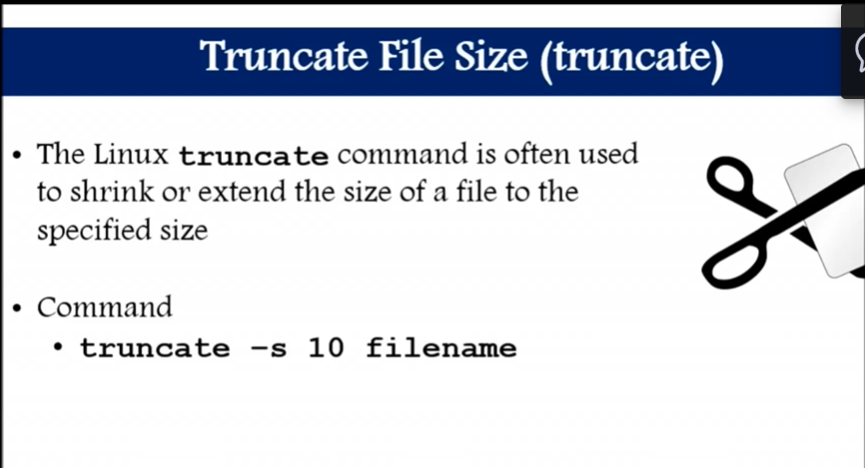 Truncate File Size (truncate)
• The Linux truncate command is often used
to shrink or extend the size of a file to the
specified size
• Command
• truncate –s 10 filename